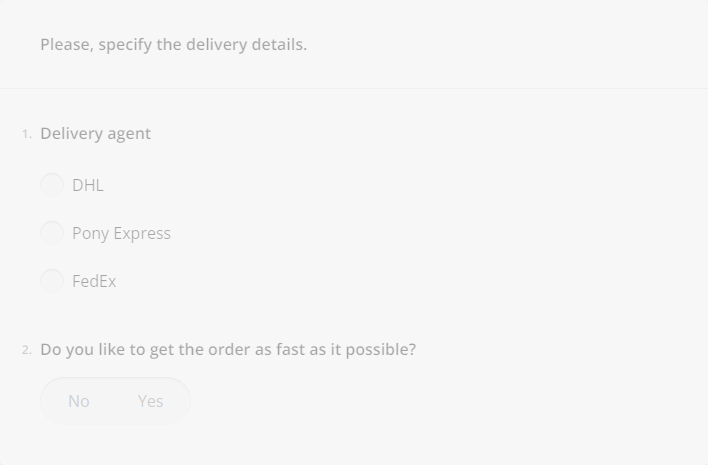 Please, specify the delivery details.
1. Delivery agent
DHL
Pony Express
FedEx
2. Do you like to get the order as fast as it possible?
No Yes